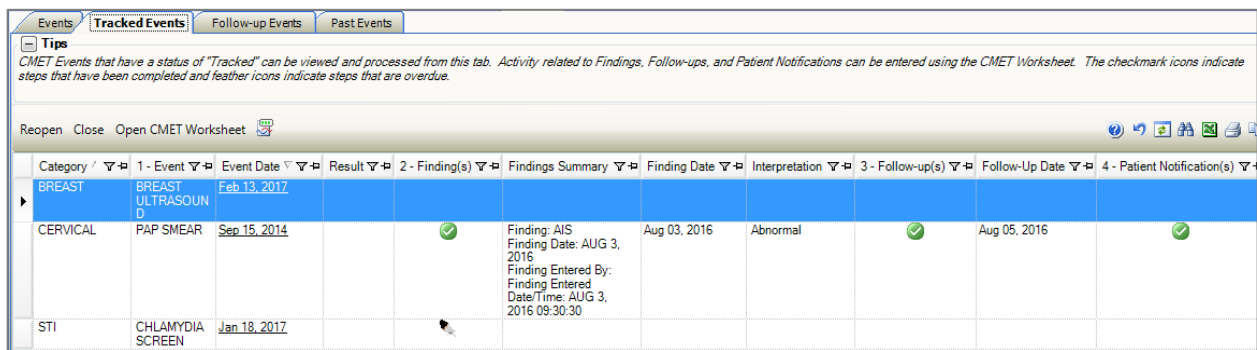 Events Tracked Events Follow-up Events Past Events
Tips
CMET Events that have a status of "Tracked" can be viewed and processed from this tab. Activity related to Findings, Follow-ups, and Patient Notifications can be entered using the CMET Worksheet. The checkmark icons indicate
steps that have been completed and feather icons indicate steps that are overdue.
Reopen Close Open CMET Worksheet
Category 1 - Event Event Date Result 2 - Finding(s) Findings Summary Finding Date Interpretation 3 - Follow-up(s) Follow-Up Date 4 - Patient Notification(s)
BREAST BREAST Feb 13, 2017
ULTRASOUN
D
CERVICAL PAP SMEAR Sep 15, 2014 Finding: AIS Aug 03, 2016 Abnormal Aug 05, 2016
Finding Date: AUG 3,
2016
Finding Entered By:
Finding Entered
Date/Time: AUG 3,
2016 09:30:30
STI CHLAMYDIA Jan 18, 2017
SCREEN